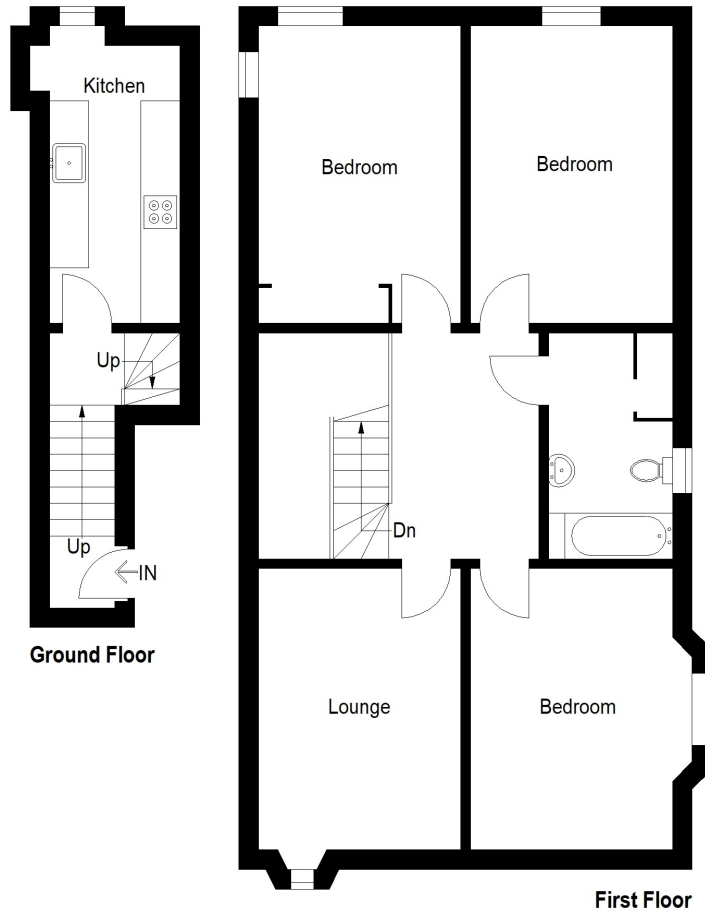 Kitchen
Up
Up
IN
Ground Floor
Bedroom
Bedroom
Dn
Lounge
Bedroom
First Floor